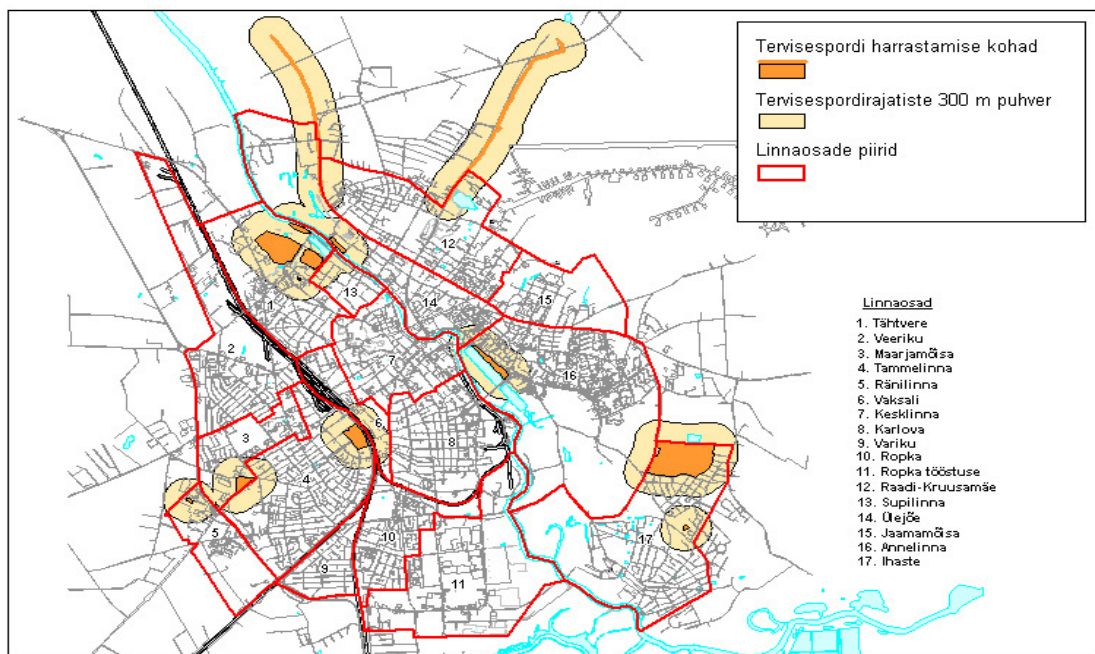 Tervisespordi harrastamise kohad
Tervisespordirajatiste 300 m puhver
Linnaosade piirid
12
15
13
14
1
2
7
16
3
6
8
4
5
10
17
9
11
Linnaosad
1. Tähtvere
2. Veeriku
3. Maarjamõisa
4. Tammelinna
5. Ränilinna
6. Vaksali
7. Kesklinna
8. Karlova
9. Variku
10. Ropka
11. Ropka tööstuse
12. Raadi-Kruusamäe
13. Supilinna
14. Ülejõe
15. Jaamamõisa
16. Annelinna
17. Ihaste